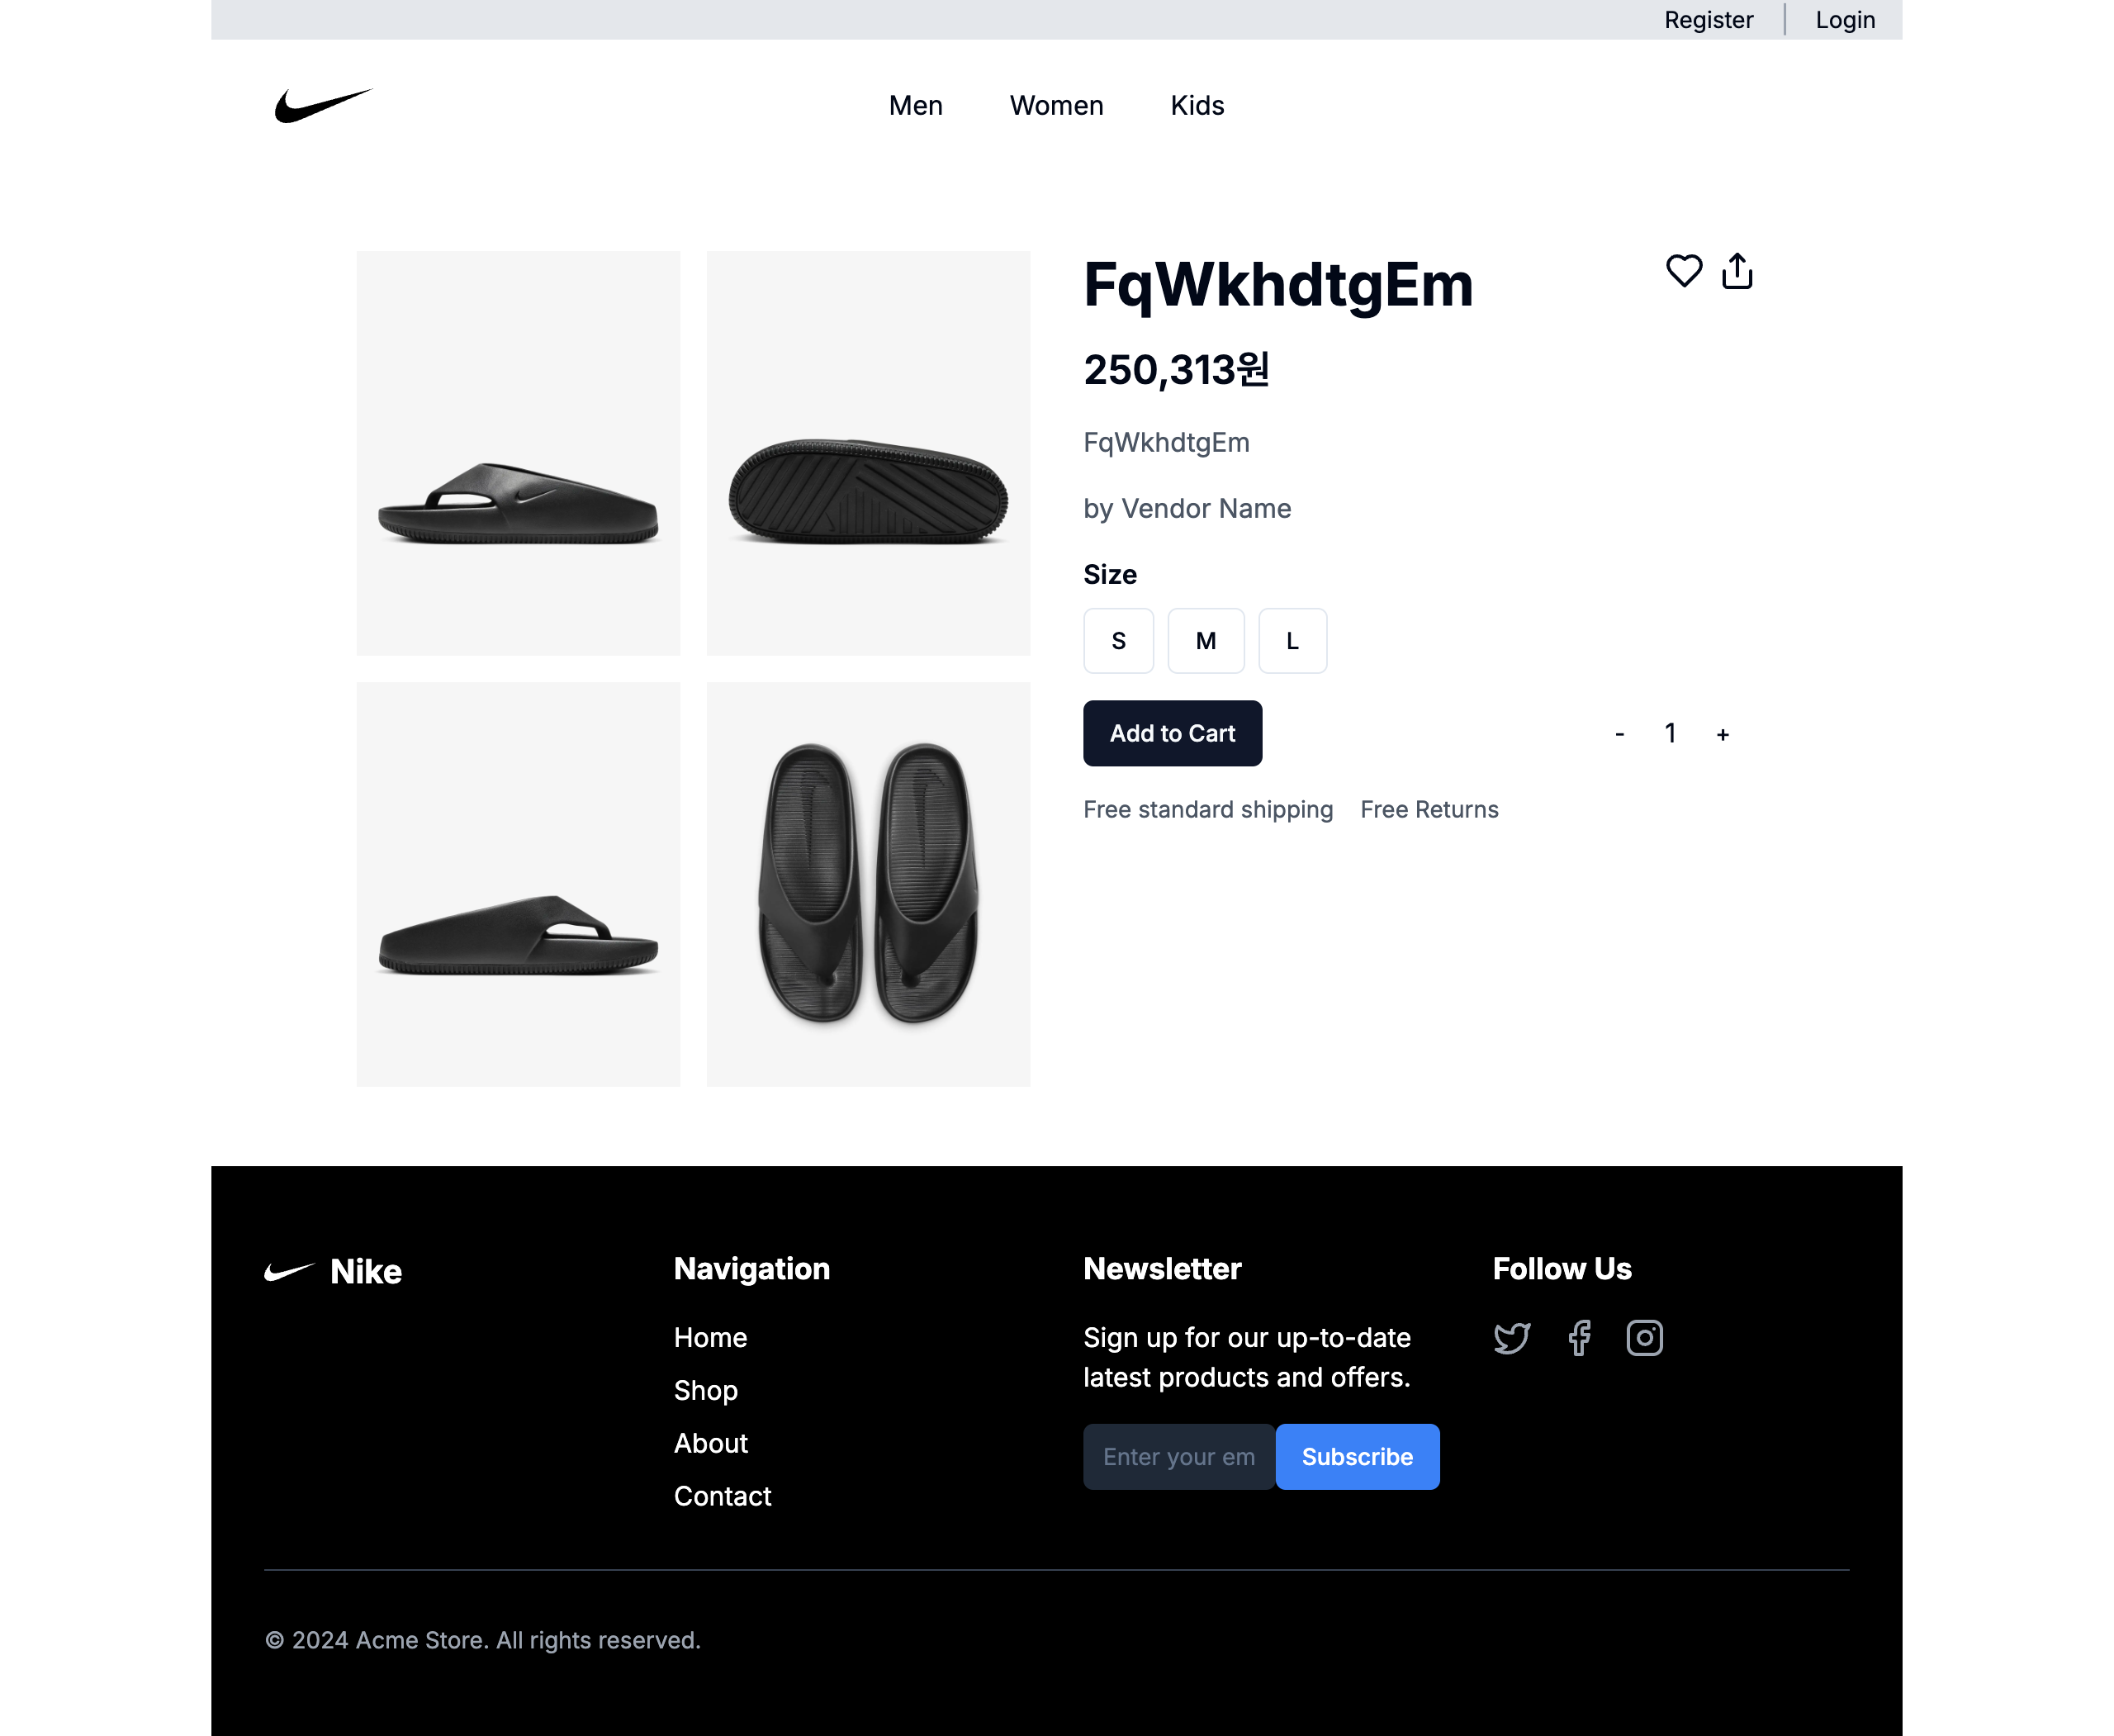 Register
Login
Men
Women
Kids
FqWkhdtgEm
250,313원
FqWkhdtgEm
by Vendor Name
Size
S
M
L
Add to Cart
- 1 +
Free standard shipping
Free Returns
Nike
Navigation
Home
Shop
About
Contact
Newsletter
Sign up for our up-to-date
latest products and offers.
Enter your em
Subscribe
Follow Us
© 2024 Acme Store. All rights reserved.